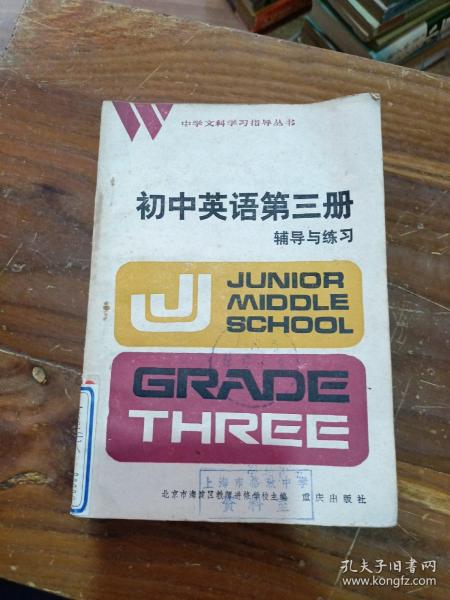 中学文科学习指导丛书
初中英语第三册
辅导与练习
JUNIOR
MIDDLE
SCHOOL
GRADE
THREE
上海市 中学
资料室
北京市海淀区教师进修学校主编 重庆出版社
孔夫子旧书网
www.kongfz.com